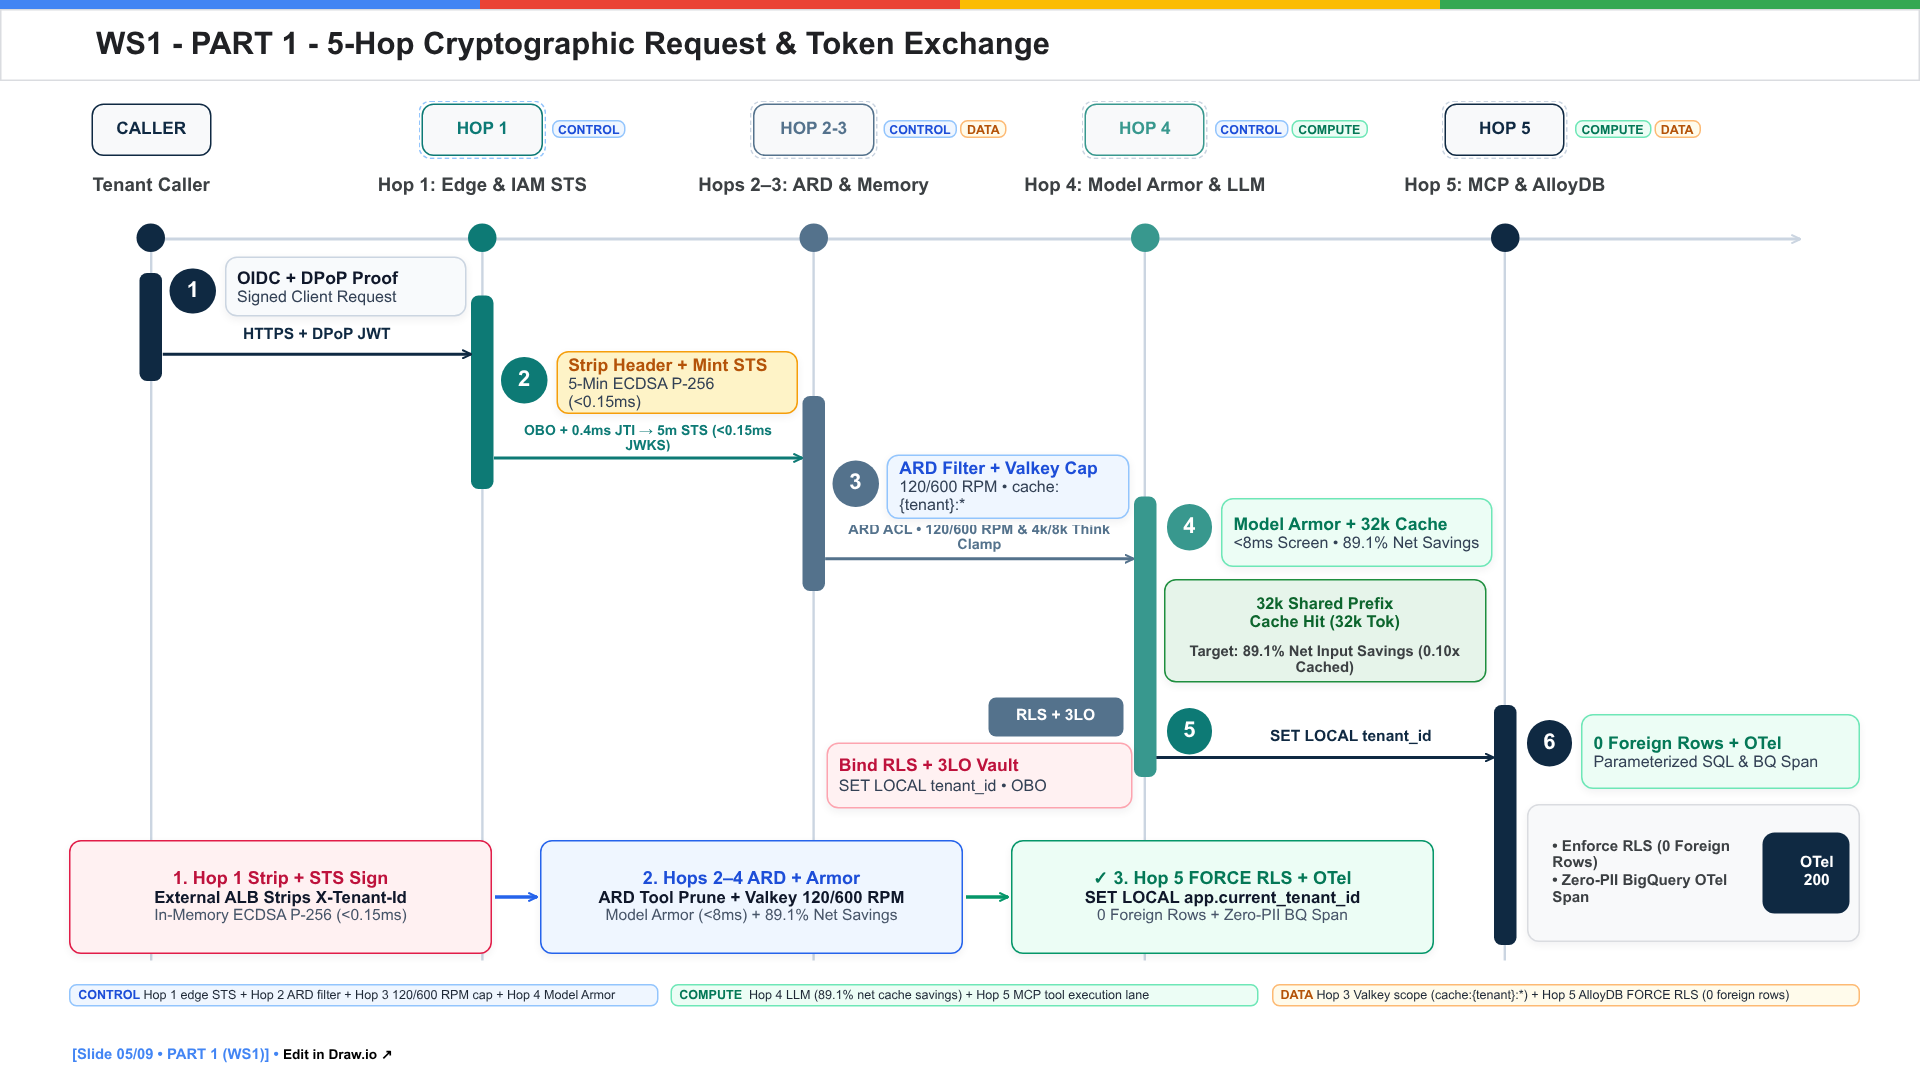 WS1 - PART 1 - 5-Hop Cryptographic Request & Token Exchange
CALLER
HOP 1
CONTROL
HOP 2-3
CONTROL
DATA
HOP 4
CONTROL
COMPUTE
HOP 5
COMPUTE
DATA
Tenant Caller
Hop 1: Edge & IAM STS
Hops 2–3: ARD & Memory
Hop 4: Model Armor & LLM
Hop 5: MCP & AlloyDB
1
OIDC + DPoP Proof
Signed Client Request
HTTPS + DPoP JWT
2
Strip Header + Mint STS
5-Min ECDSA P-256
(<0.15ms)
OBO + 0.4ms JTI → 5m STS (<0.15ms
JWKS)
3
ARD Filter + Valkey Cap
120/600 RPM • cache:
{tenant}:*
ARD ACL • 120/600 RPM & 4k/8k Think
Clamp
4
Model Armor + 32k Cache
<8ms Screen • 89.1% Net Savings
32k Shared Prefix
Cache Hit (32k Tok)
Target: 89.1% Net Input Savings (0.10x
Cached)
RLS + 3LO
Bind RLS + 3LO Vault
SET LOCAL tenant_id • OBO
5
SET LOCAL tenant_id
6
0 Foreign Rows + OTel
Parameterized SQL & BQ Span
• Enforce RLS (0 Foreign
Rows)
• Zero-PII BigQuery OTel
Span
OTel
200
1. Hop 1 Strip + STS Sign
External ALB Strips X-Tenant-Id
In-Memory ECDSA P-256 (<0.15ms)
2. Hops 2–4 ARD + Armor
ARD Tool Prune + Valkey 120/600 RPM
Model Armor (<8ms) + 89.1% Net Savings
✓ 3. Hop 5 FORCE RLS + OTel
SET LOCAL app.current_tenant_id
0 Foreign Rows + Zero-PII BQ Span
CONTROL Hop 1 edge STS + Hop 2 ARD filter + Hop 3 120/600 RPM cap + Hop 4 Model Armor
COMPUTE Hop 4 LLM (89.1% net cache savings) + Hop 5 MCP tool execution lane
DATA Hop 3 Valkey scope (cache:{tenant}:*) + Hop 5 AlloyDB FORCE RLS (0 foreign rows)
[Slide 05/09 • PART 1 (WS1)] • Edit in Draw.io ↗